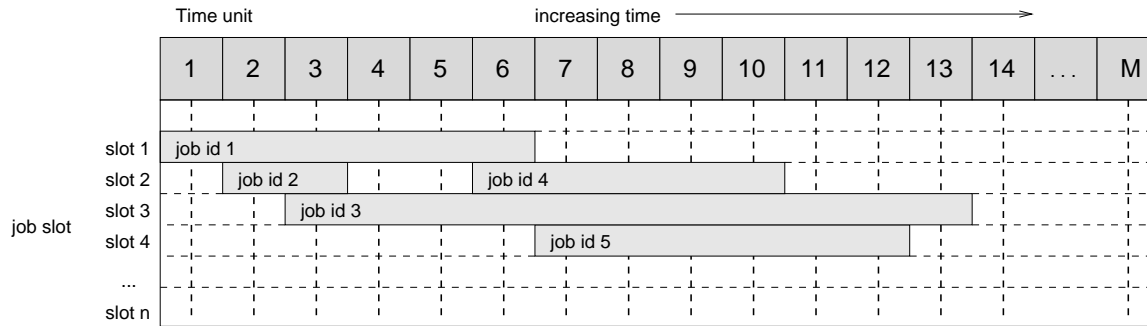 Time unit increasing time
1 2 3 4 5 6 7 8 9 10 11 12 13 14 ... M
slot 1 job id 1
slot 2 job id 2 job id 4
slot 3 job id 3
job slot
slot 4 job id 5
...
slot n